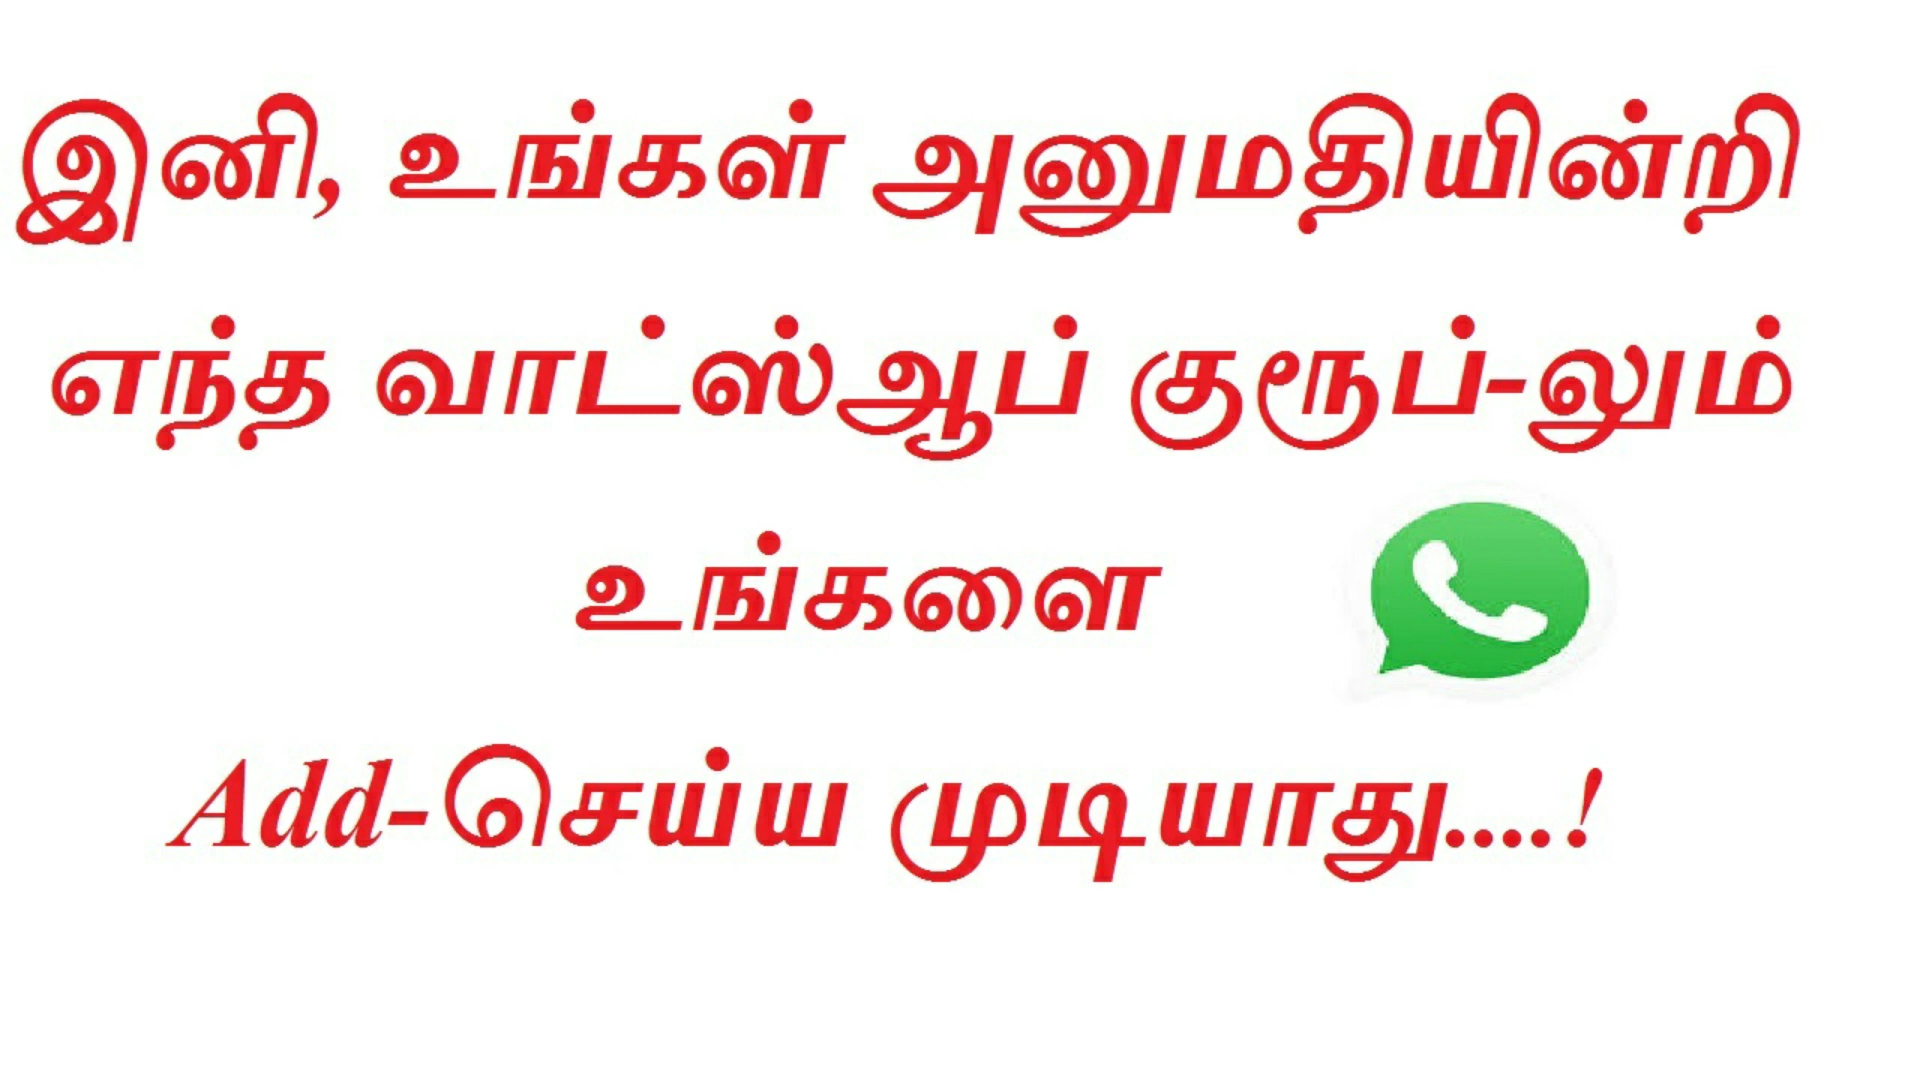 இனி, உங்கள் அனுமதியின்றி
எந்த வாட்ஸ்ஆப் குரூப்-லும்
உங்களை
Add-செய்ய முடியாது....!